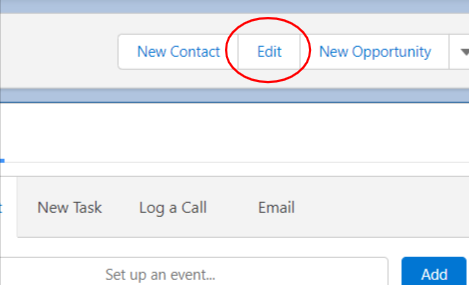 New Contact Edit New Opportunity
New Task Log a Call Email
Set up an event... Add